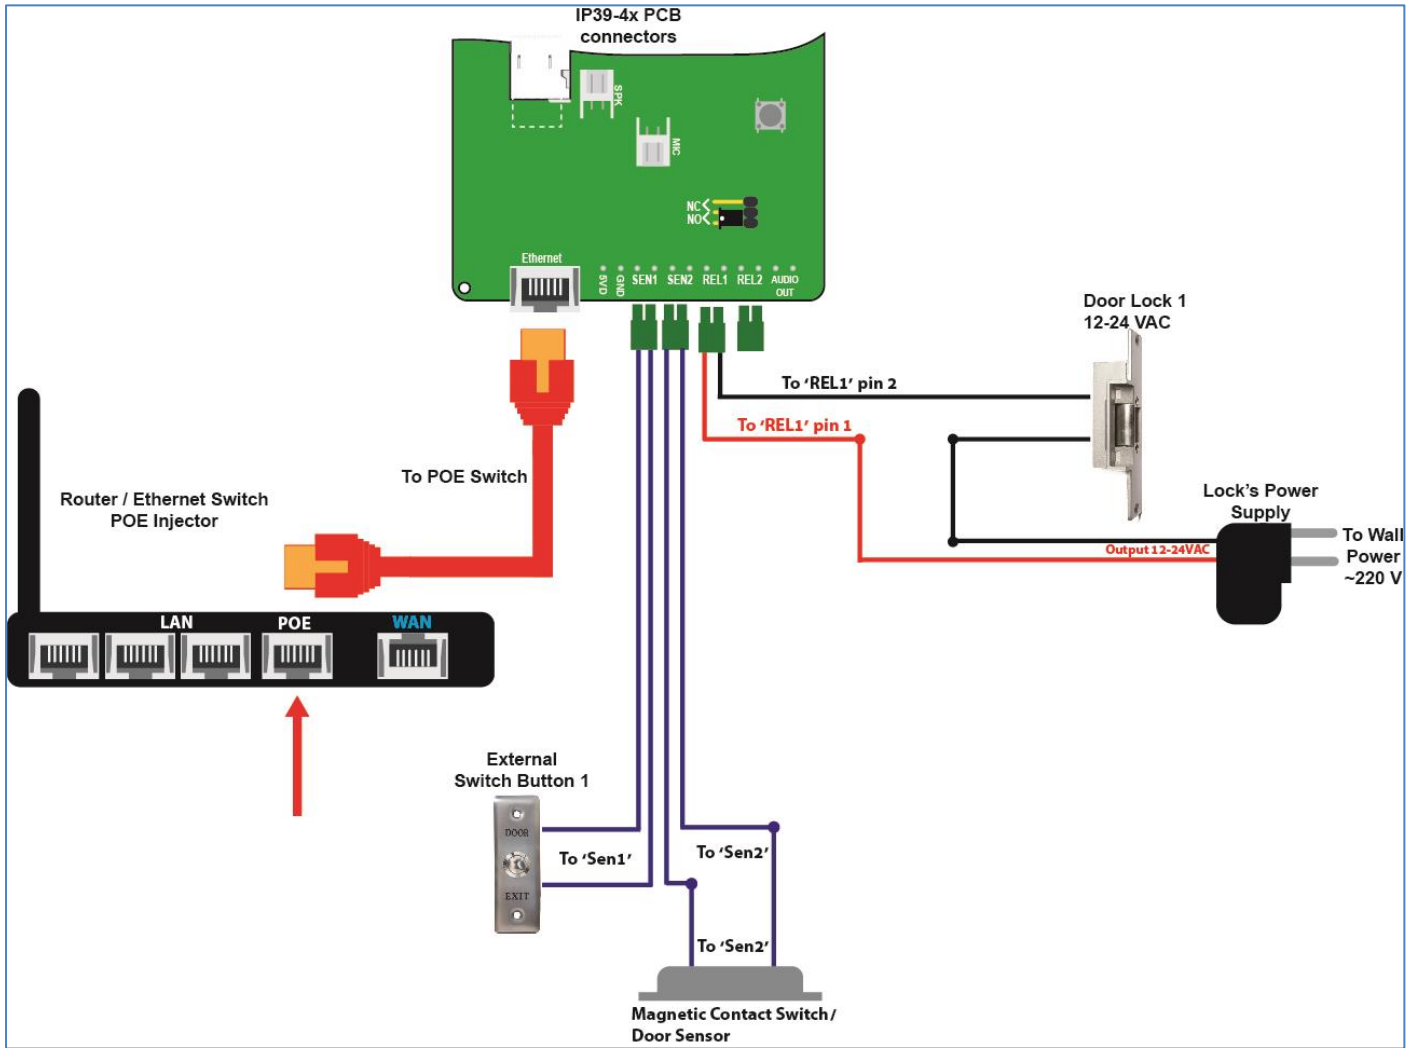 IP39-4x PCB
connectors
SPK
MIC
NC
NO
Ethernet
5VD
GND
SEN1
SEN2
REL1
REL2
AUDIO
OUT
Door Lock 1
12-24 VAC
To 'REL1' pin 2
To 'REL1' pin 1
To POE Switch
Router / Ethernet Switch
POE Injector
Lock's Power
Supply
Output 12-24VAC
To Wall
Power
~220 V
LAN
POE
WAN
External
Switch Button 1
DOOR
EXIT
To 'Sen1'
To 'Sen2'
To 'Sen2'
Magnetic Contact Switch/
Door Sensor